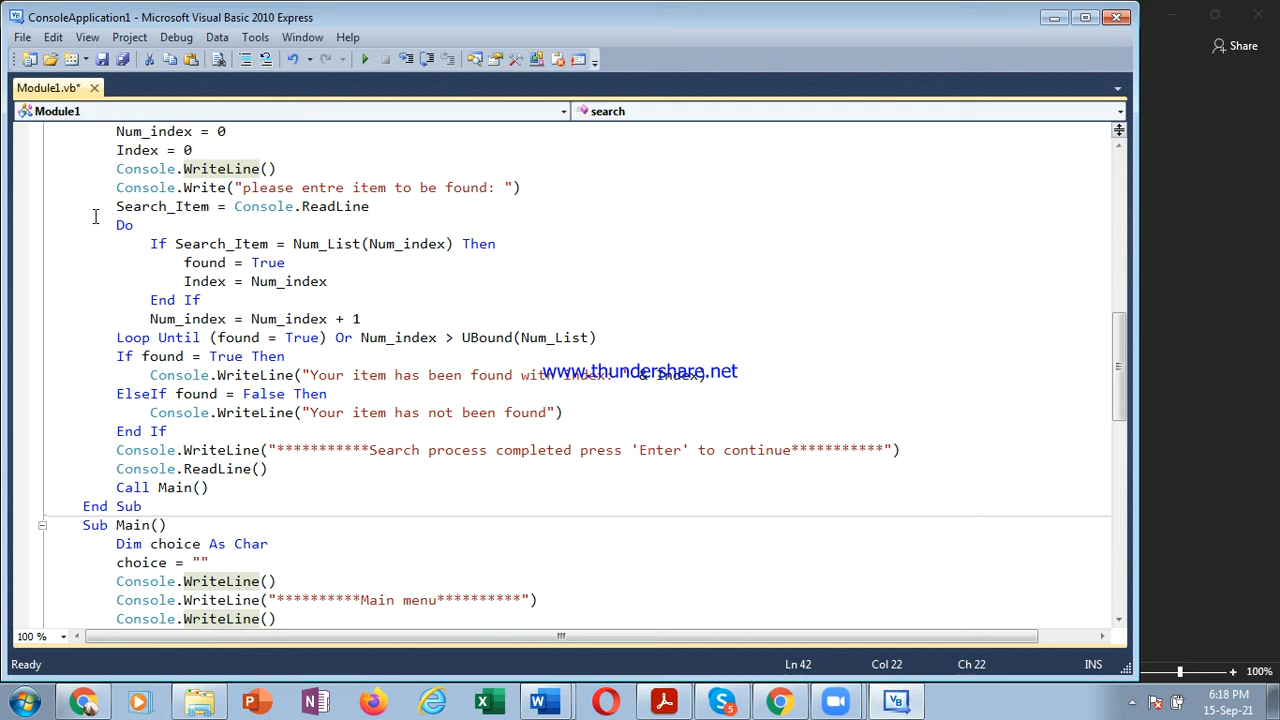 ConsoleApplication1 - Microsoft Visual Basic 2010 Express
Share
File Edit View Project Debug Data Tools Window Help
Module1.vb*
Module1
search
Num_index = 0
Index = 0
Console.WriteLine()
Console.Write("please entre item to be found: ")
Search_Item = Console.ReadLine
Do
If Search_Item = Num_List(Num_index) Then
found = True
Index = Num_index
End If
Num_index = Num_index + 1
Loop Until (found = True) Or Num_index > UBound(Num_List)
If found = True Then
Console.WriteLine("Your item has been found with index: " & Index)
www.thundershare.net
ElseIf found = False Then
Console.WriteLine("Your item has not been found")
End If
Console.WriteLine("***********Search process completed press 'Enter' to continue***********")
Console.ReadLine()
Call Main()
End Sub
Sub Main()
Dim choice As Char
choice = ""
Console.WriteLine()
Console.WriteLine("**********Main menu**********")
Console.WriteLine()
100 %
Ready
Ln 42 Col 22 Ch 22 INS
100%
6:18 PM
15-Sep-21